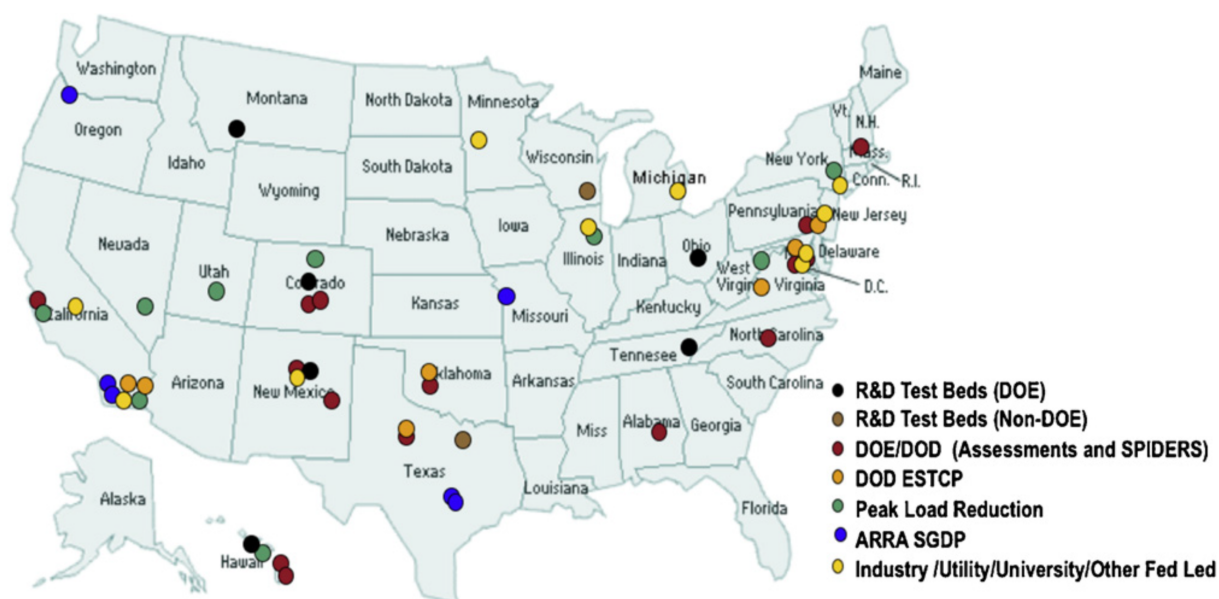 Washington
Maine
Montana
North Dakota
Minnesota
Vt.
N.H.
Oregon
Idaho
South Dakota
Wisconsin
Michigan
New York
Mass.
Conn.
R.I.
Wyoming
Iowa
Pennsylvania
New Jersey
Nevada
Nebraska
Ohio
Delaware
Utah
Colorado
Illinois
Indiana
West
Virginia
Virginia
D.C.
California
Kansas
Missouri
Kentucky
North Carolina
Tennesee
Arizona
New Mexico
Oklahoma
Arkansas
South Carolina
Miss
Alabama
Georgia
Texas
Louisiana
Florida
Alaska
Hawaii
R&D Test Beds (DOE)
R&D Test Beds (Non-DOE)
DOE/DOD (Assessments and SPIDERS)
DOD ESTCP
Peak Load Reduction
ARRA SGDP
Industry /Utility/University/Other Fed Led